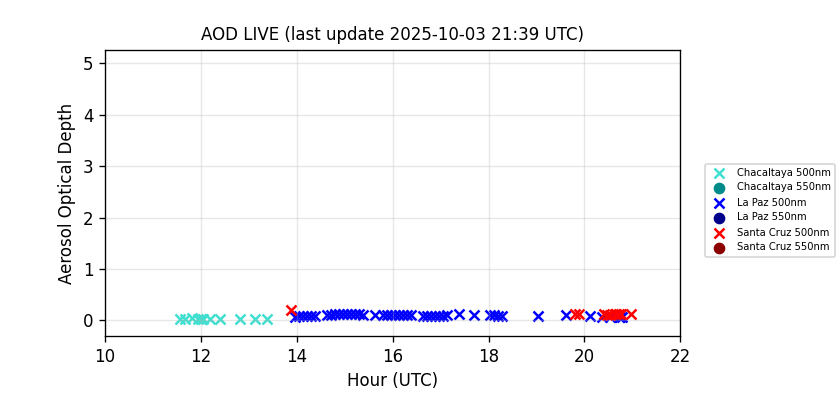 AOD LIVE (last update 2025-10-03 21:39 UTC)
Aerosol Optical Depth
5
4
3
2
1
0
10 12 14 16 18 20 22
Hour (UTC)
Chacaltaya 500nm
Chacaltaya 550nm
La Paz 500nm
La Paz 550nm
Santa Cruz 500nm
Santa Cruz 550nm